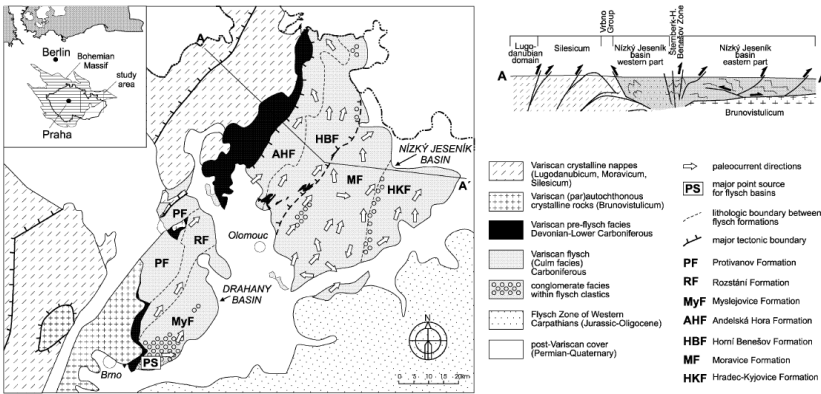 Berlin
Bohemian
Massif
study
area
Praha
A
HBF
AHF
NÍZKÝ JESENÍK
BASIN
MF
HKF
A'
PF
Olomouc
RF
PF
DRAHANY
BASIN
MyF
PS
Brno
N
0
10
20km
Lugo-
danubian
domain
Silesicum
Vrbno
Group
Nízký Jeseník
basin
western part
Šternberk-H.
Benešov Zone
Nízký Jeseník
basin
eastern part
A
A
Brunovistulicum
Variscan crystalline nappes
(Lugodanubicum, Moravicum,
Silesicum)
Variscan (par)autochthonous
crystalline rocks (Brunovistulicum)
Variscan pre-flysch facies
Devonian-Lower Carboniferous
Variscan flysch
(Culm facies)
Carboniferous
conglomerate facies
within flysch clastics
Flysch Zone of Western
Carpathians (Jurassic-Oligocene)
post-Variscan cover
(Permian-Quaternary)
paleocurrent directions
PS major point source
for flysch basins
lithologic boundary between
flysch formations
major tectonic boundary
PF Protivanov Formation
RF Rozstání Formation
MyF Myslejovice Formation
AHF Andelská Hora Formation
HBF Horní Benešov Formation
MF Moravice Formation
HKF Hradec-Kyjovice Formation